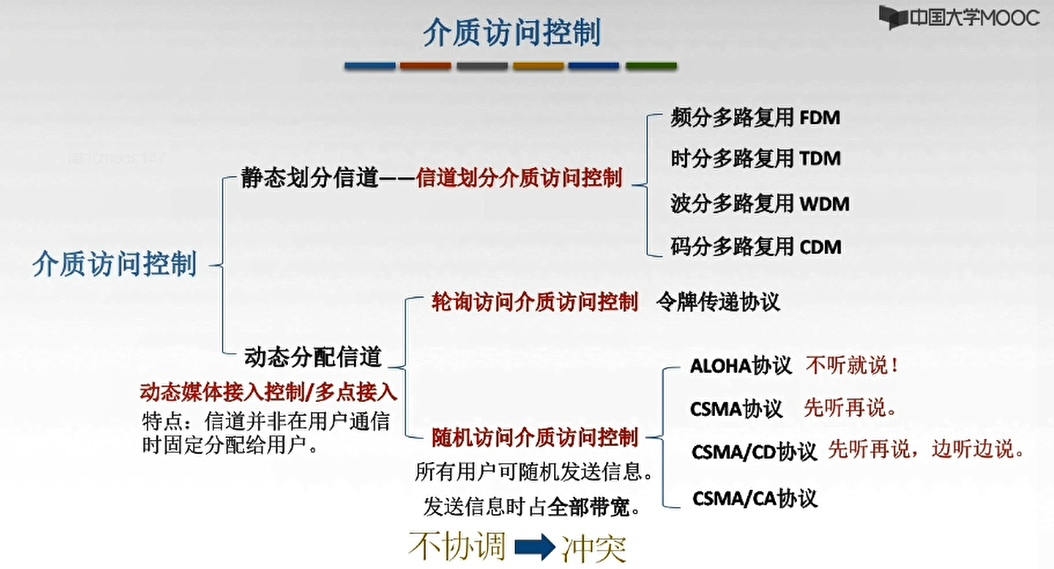 介质访问控制
中国大学MOOC
频分多路复用 FDM
时分多路复用 TDM
静态划分信道——信道划分介质访问控制
波分多路复用 WDM
码分多路复用 CDM
介质访问控制
轮询访问介质访问控制 令牌传递协议
动态分配信道
动态媒体接入控制/多点接入
特点：信道并非在用户通信
时固定分配给用户。
ALOHA协议 不听就说！
CSMA协议 先听再说。
随机访问介质访问控制
CSMA/CD协议 先听再说，边听边说。
所有用户可随机发送信息。
发送信息时占全部带宽。
CSMA/CA协议
不协调 冲突